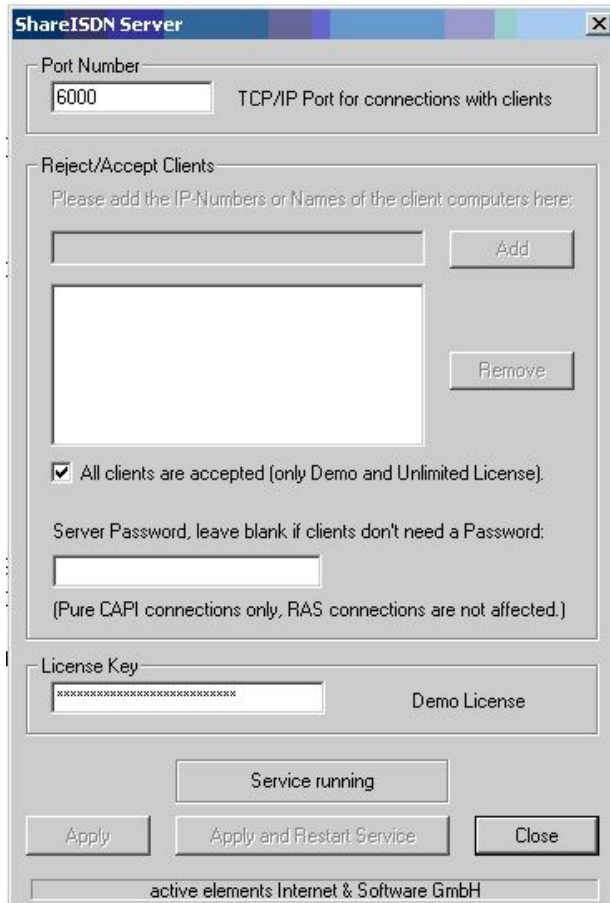 ShareISDN Server
Port Number
6000 TCP/IP Port for connections with clients
Reject/Accept Clients
Please add the IP-Numbers or Names of the client computers here:
Add
Remove
All clients are accepted (only Demo and Unlimited License).
Server Password, leave blank if clients don't need a Password:
(Pure CAPI connections only, RAS connections are not affected.)
License Key
xxxxxxxxxxxxxxxxxxxxxxxxxxx Demo License
Service running
Apply Apply and Restart Service Close
active elements Internet & Software GmbH